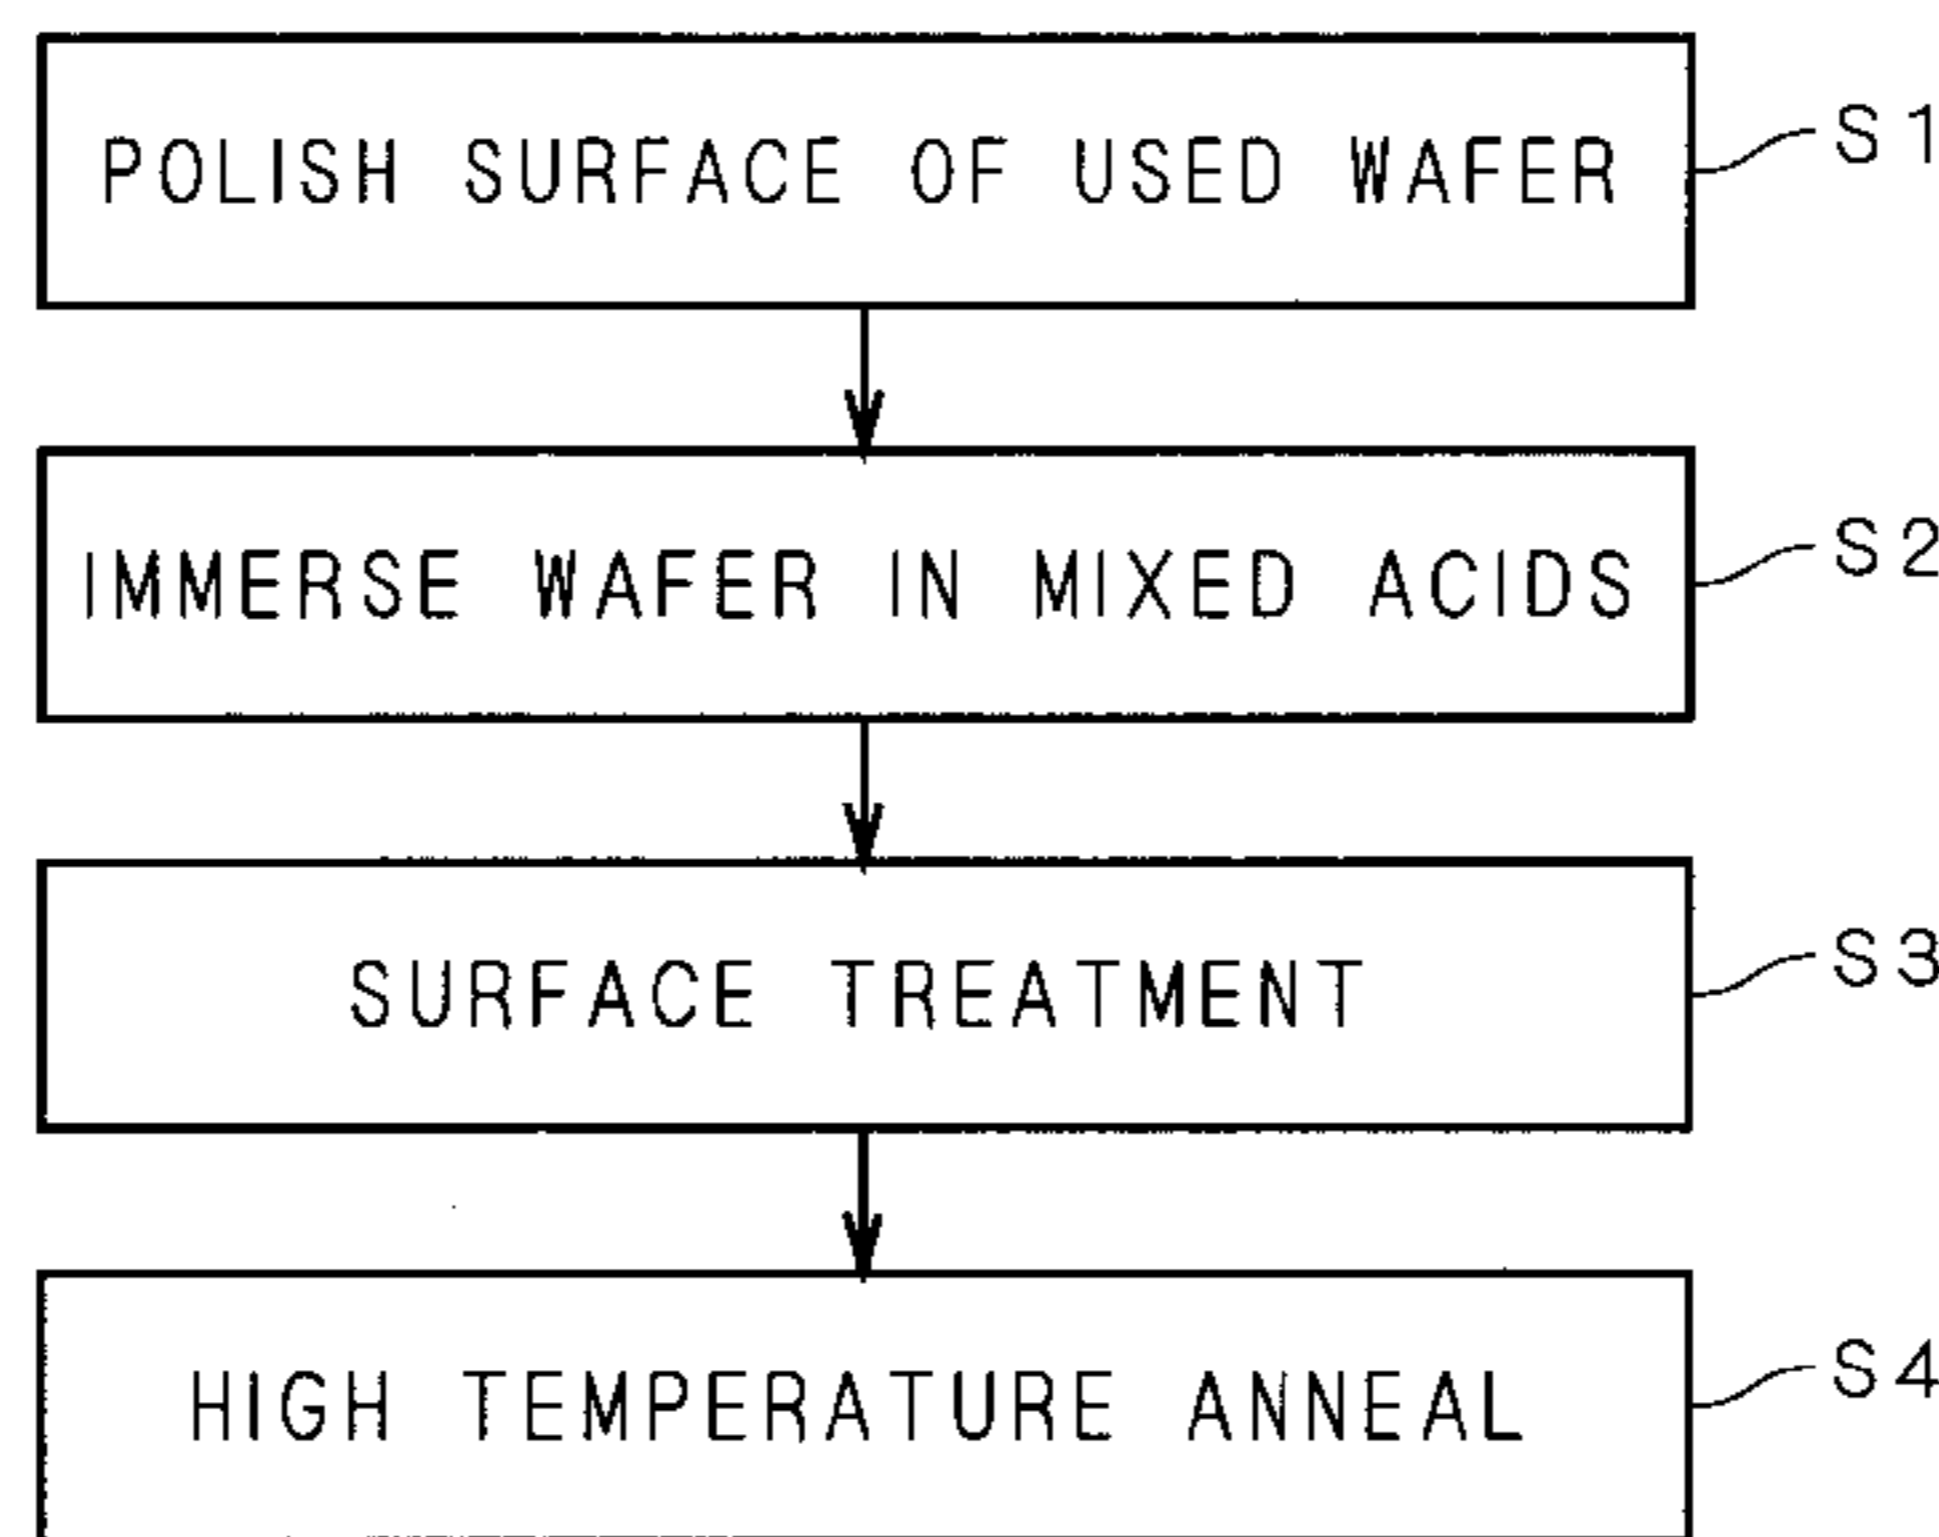 POLISH SURFACE OF USED WAFER
S1
IMMERSE WAFER IN MIXED ACIDS
S2
SURFACE TREATMENT
S3
HIGH TEMPERATURE ANNEAL
S4